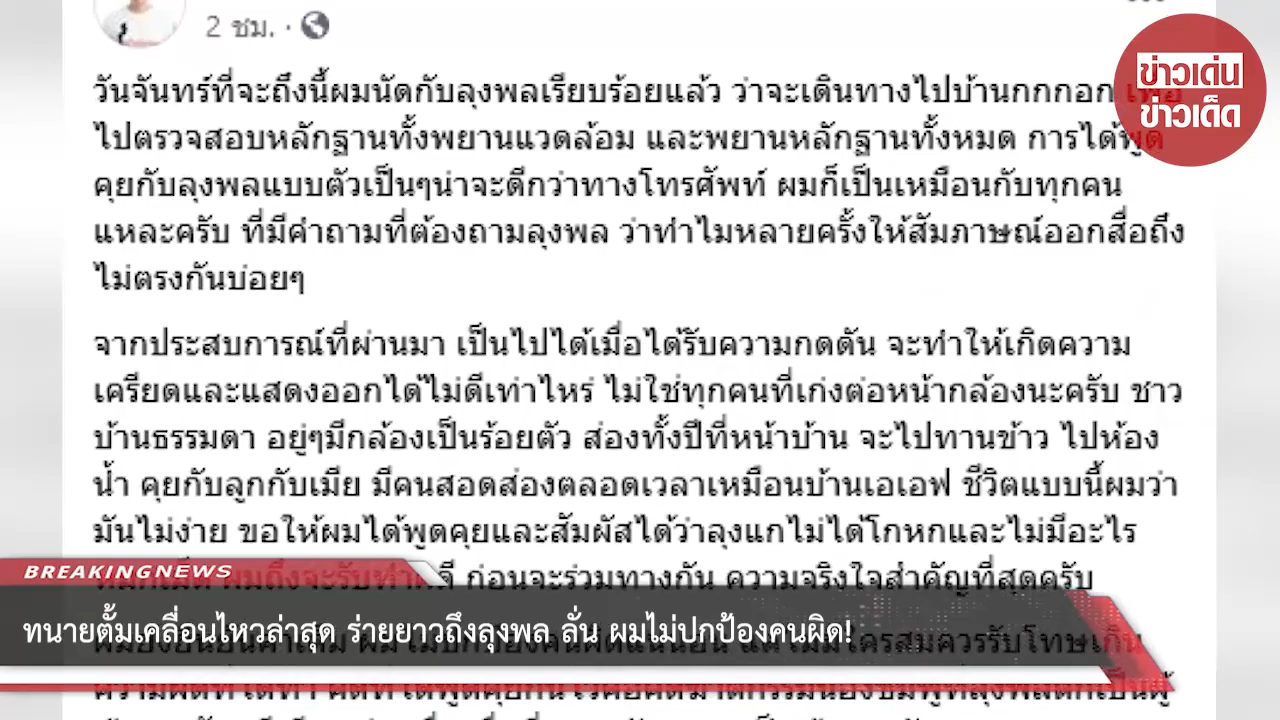 2 ชม.
ข่าวเด่น
ข่าวเด็ด
วันจันทร์ที่จะถึงนี้ผมนัดกับลุงพลเรียบร้อยแล้ว ว่าจะเดินทางไปบ้านกกกอก เพื่อ
ไปตรวจสอบหลักฐานทั้งพยานแวดล้อม และพยานหลักฐานทั้งหมด การได้พูด
คุยกับลุงพลแบบตัวเป็นๆน่าจะดีกว่าทางโทรศัพท์ ผมก็เป็นเหมือนกับทุกคน
แหละครับ ที่มีคำถามที่ต้องถามลุงพล ว่าทำไมหลายครั้งให้สัมภาษณ์ออกสื่อถึง
ไม่ตรงกันบ่อยๆ
จากประสบการณ์ที่ผ่านมา เป็นไปได้เมื่อได้รับความกดดัน จะทำให้เกิดความ
เครียดและแสดงออกได้ไม่ดีเท่าไหร่ ไม่ใช่ทุกคนที่เก่งต่อหน้ากล้องนะครับ ชาว
บ้านธรรมดา อยู่ๆมีกล้องเป็นร้อยตัว ส่องทั้งปีที่หน้าบ้าน จะไปทานข้าว ไปห้อง
น้ำ คุยกับลูกกับเมีย มีคนสอดส่องตลอดเวลาเหมือนบ้านเอเอฟ ชีวิตแบบนี้ผมว่า
มันไม่ง่าย ขอให้ผมได้พูดคุยและสัมผัสได้ว่าลุงแกไม่ได้โกหกและไม่มีอะไร
ผมถึงจะรับทำคดี ก่อนจะร่วมทางกัน ความจริงใจสำคัญที่สุดครับ
BREAKING NEWS
ทนายตั้มเคลื่อนไหวล่าสุด ร่ายยาวถึงลุงพล ลั่น ผมไม่ปกป้องคนผิด!